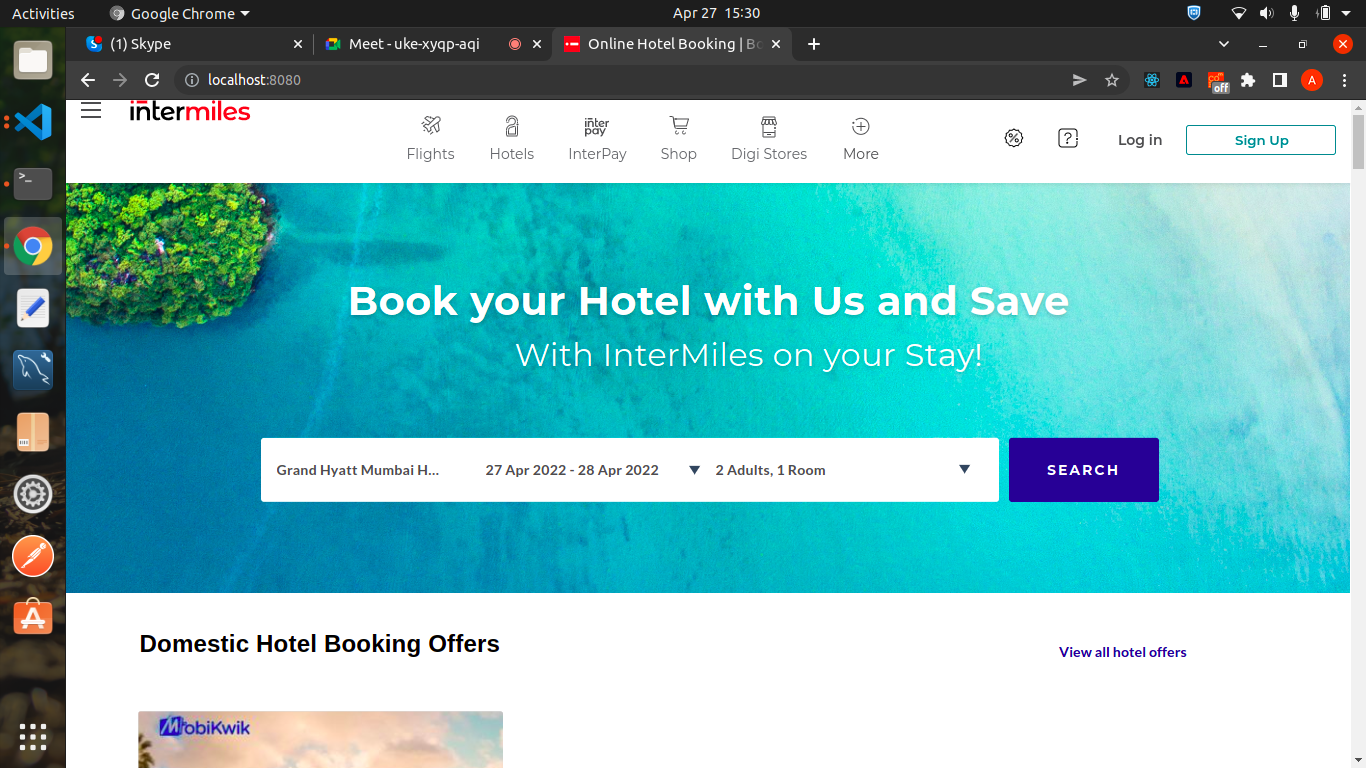 Activities
Google Chrome
Apr 27 15:30
(1) Skype
Meet - uke-xyqp-aqi
Online Hotel Booking | Bo
localhost:8080
A
off
intermiles
Flights
Hotels
inter
pay
InterPay
Shop
Digi Stores
More
Log in
Sign Up
Book your Hotel with Us and Save
With InterMiles on your Stay!
Grand Hyatt Mumbai H...
27 Apr 2022 - 28 Apr 2022
2 Adults, 1 Room
SEARCH
Domestic Hotel Booking Offers
View all hotel offers
MobiKwik